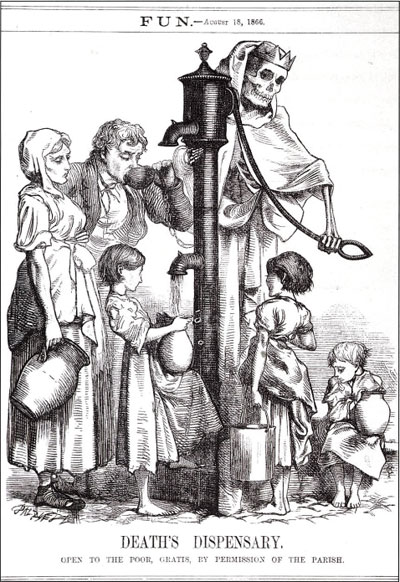 FUN.—August 18, 1866.
DEATH'S DISPENSARY.
OPEN TO THE POOR, GRATIS, BY PERMISSION OF THE PARISH.